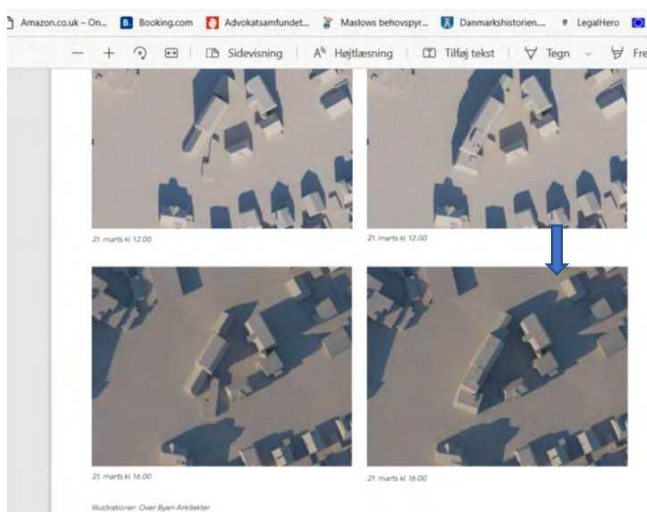 Amazon.co.uk – On... B. Booking.com Advokatsamfundet... Maslows behovspyr... Danmarkshistorien.... LegalHero
Sidevisning Højtlæsning Tilføj tekst Tegn Fre
21. marts kl. 12.00 21. marts kl. 12.00
21. marts kl. 16.00 21. marts kl. 16.00
Illustrationer: Over Byen Arkitekter